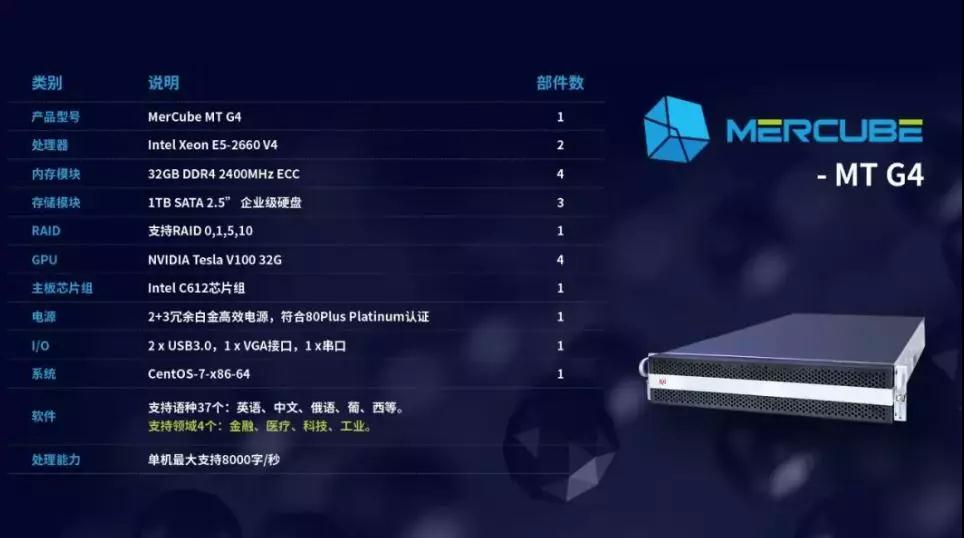 类别 说明 部件数
产品型号 MerCube MT G4 1
处理器 Intel Xeon E5-2660 V4 2
内存模块 32GB DDR4 2400MHz ECC 4
存储模块 1TB SATA 2.5” 企业级硬盘 3
RAID 支持RAID 0,1,5,10 1
GPU NVIDIA Tesla V100 32G 4
主板芯片组 Intel C612芯片组 1
电源 2+3冗余白金高效电源，符合80Plus Platinum认证 1
I/O 2 x USB3.0，1 x VGA接口，1 x串口 1
系统 CentOS-7-x86-64 1
软件 支持语种37个：英语、中文、俄语、葡、西等。
支持领域4个：金融、医疗、科技、工业。
处理能力 单机最大支持8000字/秒
MERCUBE
- MT G4